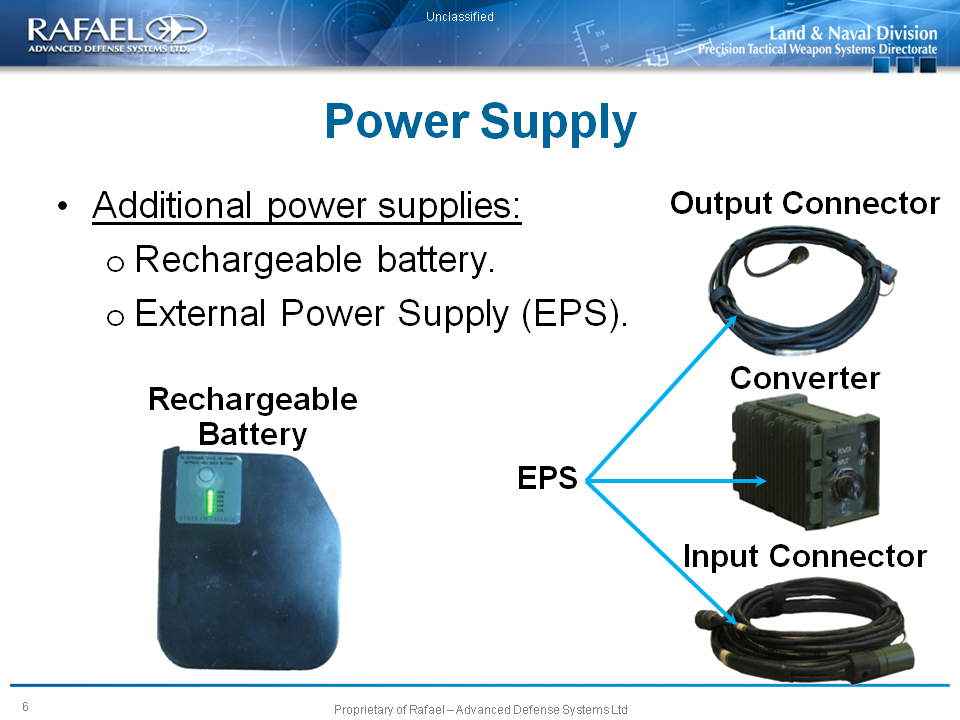 Unclassified
RAFAEL
ADVANCED DEFENSE SYSTEMS LTD.
Land & Naval Division
Precision Tactical Weapon Systems Directorate
Power Supply
• Additional power supplies:
o Rechargeable battery.
o External Power Supply (EPS).
Output Connector
Converter
POWER
INPUT
Rechargeable
Battery
STATE OF CHARGE
EPS
Input Connector
6
Proprietary of Rafael – Advanced Defense Systems Ltd